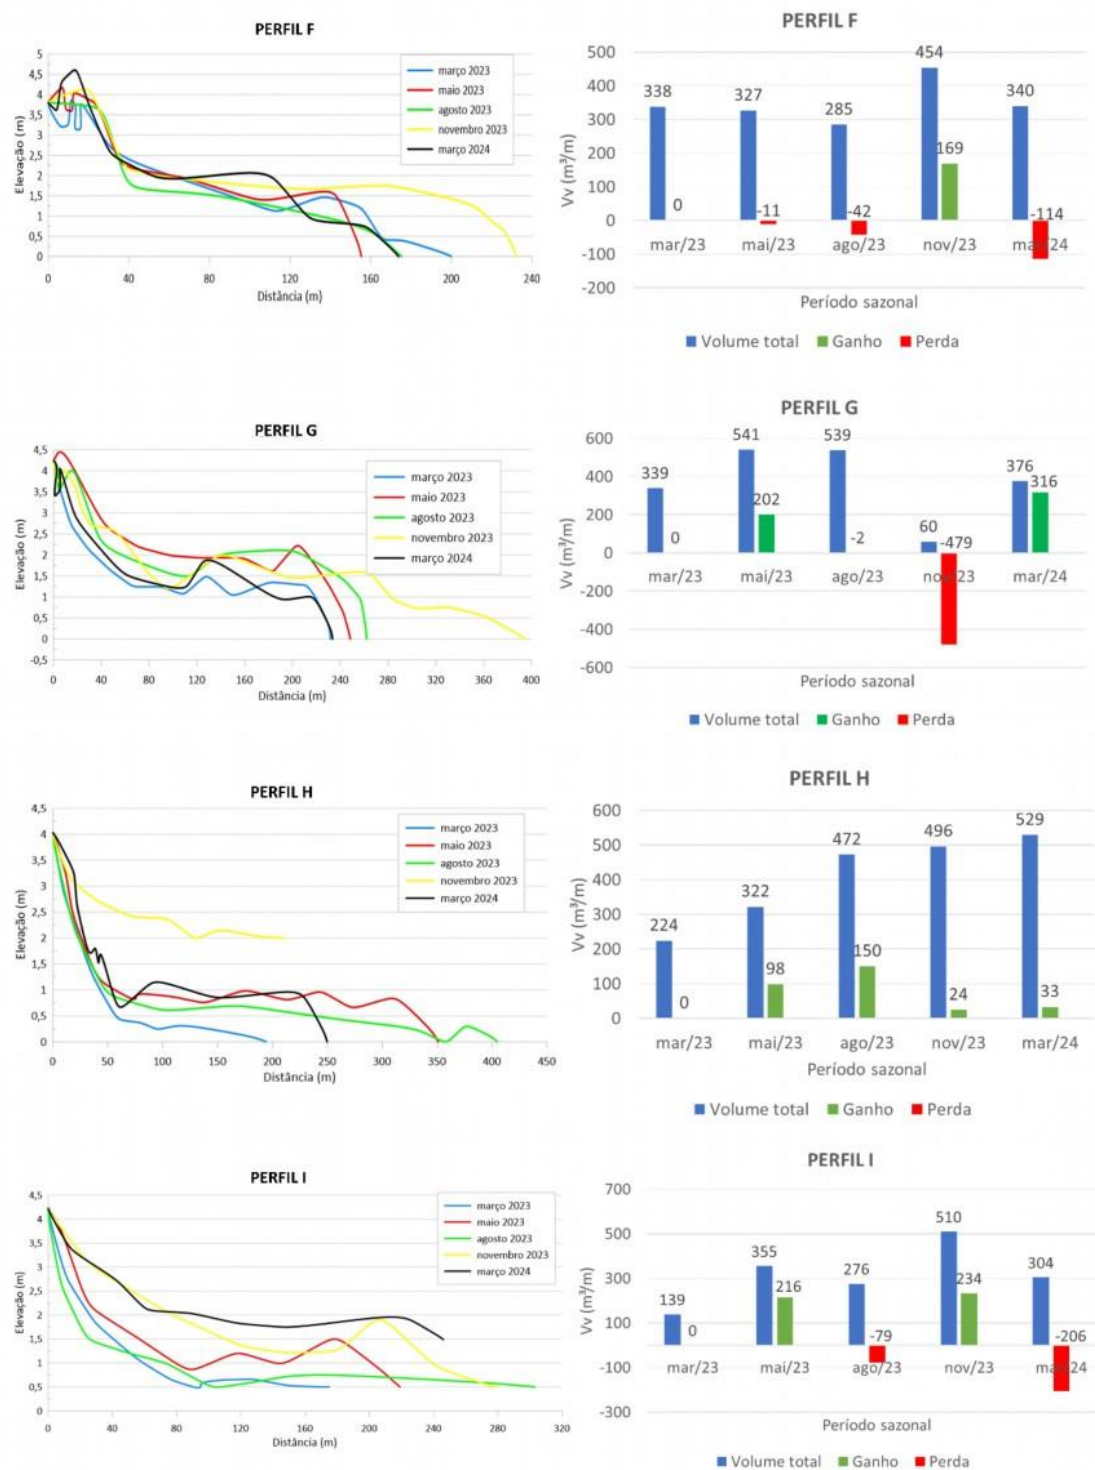 PERFIL F
5
4,5
4
3,5
3
2,5
2
1,5
1
0,5
0
Elevação (m)
0 40 80 120 160 200 240
Distância (m)
março 2023
maio 2023
agosto 2023
novembro 2023
março 2024
PERFIL F
500
400
300
200
100
0
-100
-200
Vv (m³/m)
338 327 285 454 340
0 -11 -42 169 -114
mar/23 mai/23 ago/23 nov/23 mar/24
Período sazonal
Volume total Ganho Perda
PERFIL G
4,5
4
3,5
3
2,5
2
1,5
1
0,5
0
-0,5
Elevação (m)
0 40 80 120 160 200 240 280 320 360 400
Distância (m)
março 2023
maio 2023
agosto 2023
novembro 2023
março 2024
PERFIL G
600
400
200
0
-200
-400
-600
Vv (m³/m)
339 541 539 60 376
0 202 -2 -479 316
mar/23 mai/23 ago/23 nov/23 mar/24
Período sazonal
Volume total Ganho Perda
PERFIL H
4,5
4
3,5
3
2,5
2
1,5
1
0,5
0
Elevação (m)
0 50 100 150 200 250 300 350 400 450
Distância (m)
março 2023
maio 2023
agosto 2023
novembro 2023
março 2024
PERFIL H
600
500
400
300
200
100
0
Vv (m³/m)
224 322 472 496 529
0 98 150 24 33
mar/23 mai/23 ago/23 nov/23 mar/24
Período sazonal
Volume total Ganho Perda
PERFIL I
4,5
4
3,5
3
2,5
2
1,5
1
0,5
0
Elevação (m)
0 40 80 120 160 200 240 280 320
Distância (m)
março 2023
maio 2023
agosto 2023
novembro 2023
março 2024
PERFIL I
700
500
300
100
-100
-300
Vv (m³/m)
139 355 276 510 304
0 216 -79 234 -206
mar/23 mai/23 ago/23 nov/23 mar/24
Período sazonal
Volume total Ganho Perda